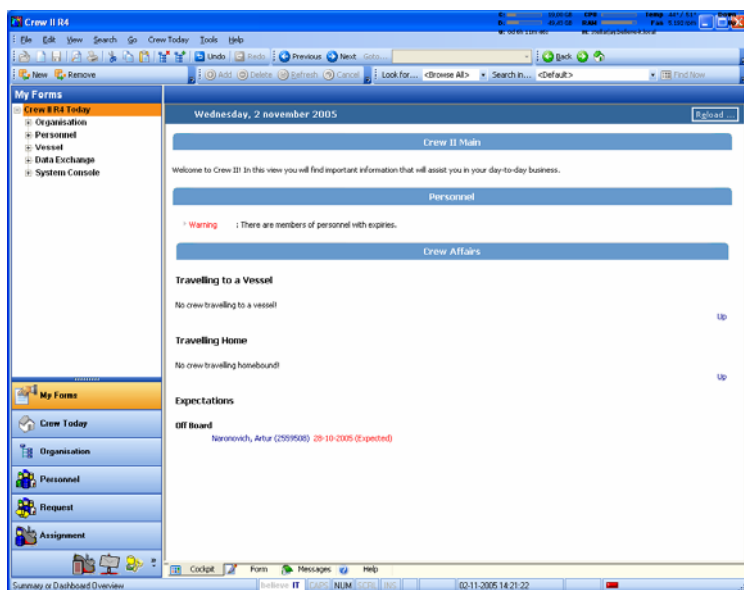 Crew II R4
File Edit View Search Go Crew Today Tools Help
Undo Redo Previous Next Goto... Back
New Remove Add Delete Refresh Cancel Look for... <Browse All> Search in... <Default> Find Now
My Forms
Crew II R4 Today
Organisation
Personnel
Vessel
Data Exchange
System Console
Wednesday, 2 november 2005
Reload ...
Crew II Main
Welcome to Crew II! In this view you will find important information that will assist you in your day-to-day business.
Personnel
* Warning : There are members of personnel with expiries.
Crew Affairs
Travelling to a Vessel
No crew travelling to a vessel!
Up
Travelling Home
No crew traveling homebound!
Up
Expectations
Off Board
Naronovich, Artur (2559508) 28-10-2005 (Expected)
My Forms
Crew Today
Organisation
Personnel
Request
Assignment
Cockpit Form Messages Help
Summary or Dashboard Overview believe IT CAPS NUM SCRL INS 02-11-2005 14:21:22